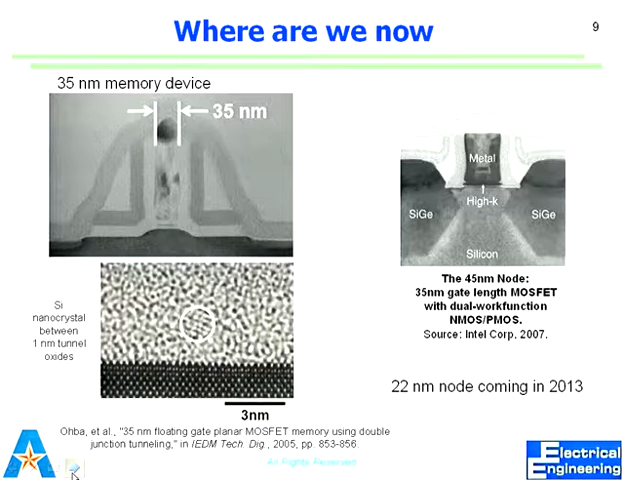 Where are we now
9
35 nm memory device
35 nm
Metal
High-k
SiGe
SiGe
Silicon
The 45nm Node:
35nm gate length MOSFET
with dual-workfunction
NMOS/PMOS.
Source: Intel Corp, 2007.
Si
nanocrystal
between
1 nm tunnel
oxides
3nm
22 nm node coming in 2013
Ohba, et al., "35 nm floating gate planar MOSFET memory using double
junction tunneling," in IEDM Tech. Dig., 2005, pp. 853-856.
All Rights Reserved
Electrical
Engineering